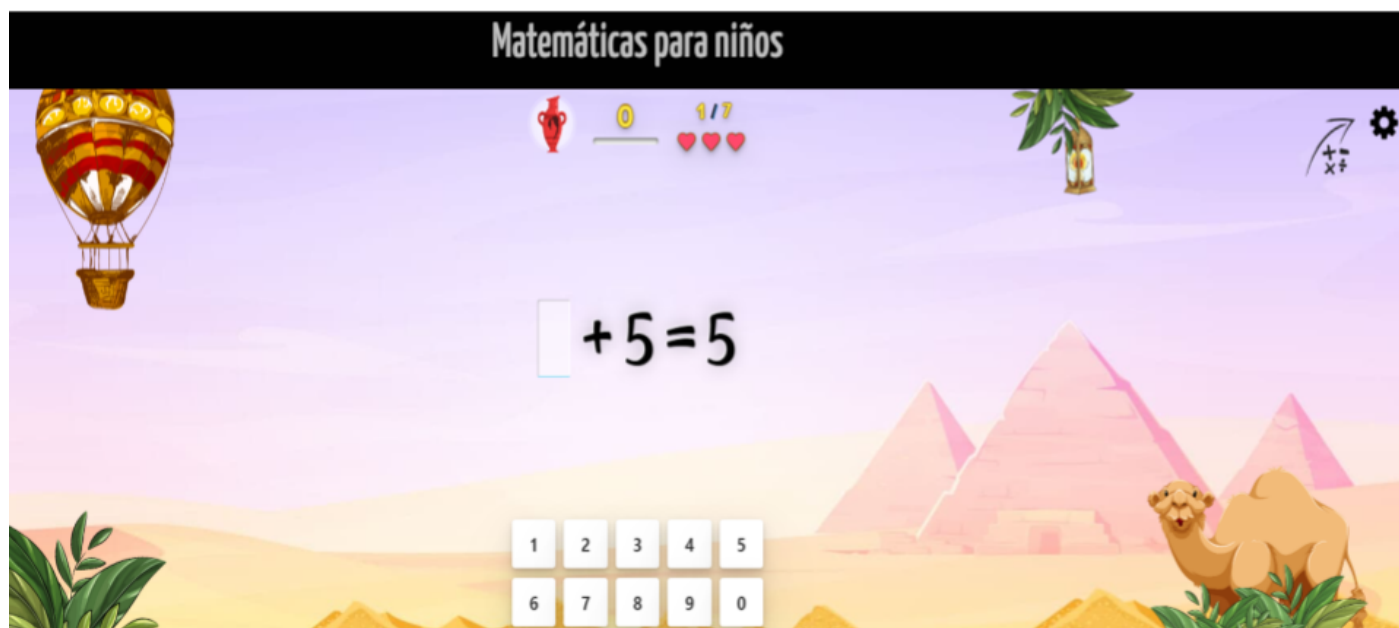 Matemáticas para niños
0
1/7
+ -
x ÷
+ 5 = 5
1 2 3 4 5
6 7 8 9 0